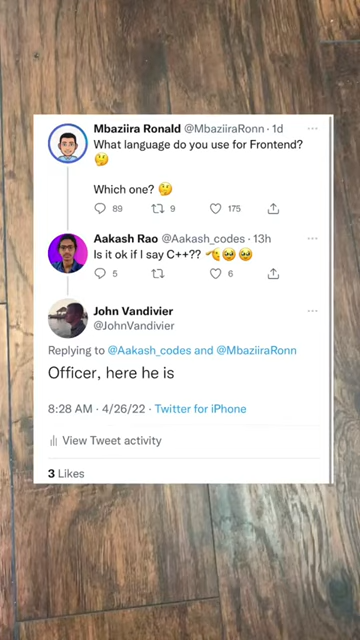 Mbaziira Ronald @MbaziiraRonn · 1d
What language do you use for Frontend?
🤔
Which one? 🤔
89 9 175
Aakash Rao @Aakash_codes · 13h
Is it ok if I say C++?? 🫡🥹🥹
5 6
John Vandivier
@JohnVandivier
Replying to @Aakash_codes and @MbaziiraRonn
Officer, here he is
8:28 AM · 4/26/22 · Twitter for iPhone
View Tweet activity
3 Likes